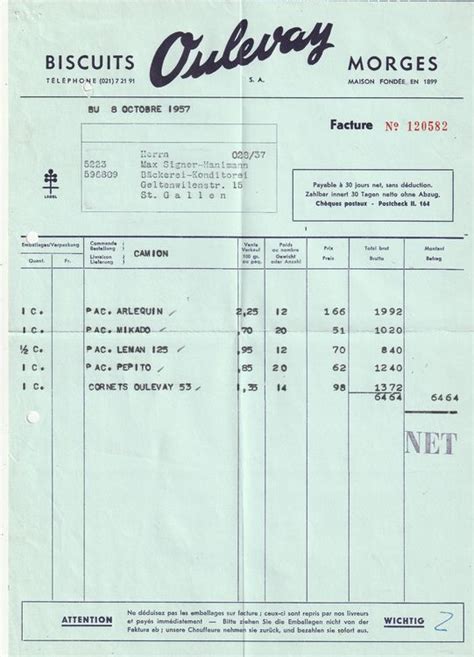 BISCUITS Oulevay MORGES
TÉLÉPHONE (021) 7 21 91 S.A. MAISON FONDÉE EN 1899
DU 8 OCTOBRE 1957
Facture No 120582
Herrn 028/37
5223 Max Signer-Hanimann
598809 Bäckerei-Konditorei
Geltenwilenstr. 15
St. Gallen
LABEL
Payable à 30 jours net, sans déduction.
Zahlbar innert 30 Tagen netto ohne Abzug.
Chèques postaux - Postcheck II. 164
Emballages/Verpackung Commande Bestellung Livraison Lieferung CAMION Vente Verkauf 100 gr. ou paq. Poids ou nombre Gewicht oder Anzahl Prix Preis Total brut Brutto Montant Betrag
Quant. Fr.
1 C. PAC. ARLEQUIN 2,25 12 166 1992
1 C. PAC. MIKADO ,70 20 51 1020
½ C. PAC. LEMAN 125 ,95 12 70 840
1 C. PAC. PEPITO ,85 20 62 1240
1 C. CORNETS OULEVAY 53 1,35 14 98 1372
6464 6464
NET
ATTENTION
Ne déduisez pas les emballages sur facture ; ceux-ci sont repris par nos livreurs
et payés immédiatement — Bitte ziehen Sie die Emballagen nicht von der
Faktura ab ; unsere Chauffeure nehmen sie zurück, und bezahlen sie sofort aus.
WICHTIG
2